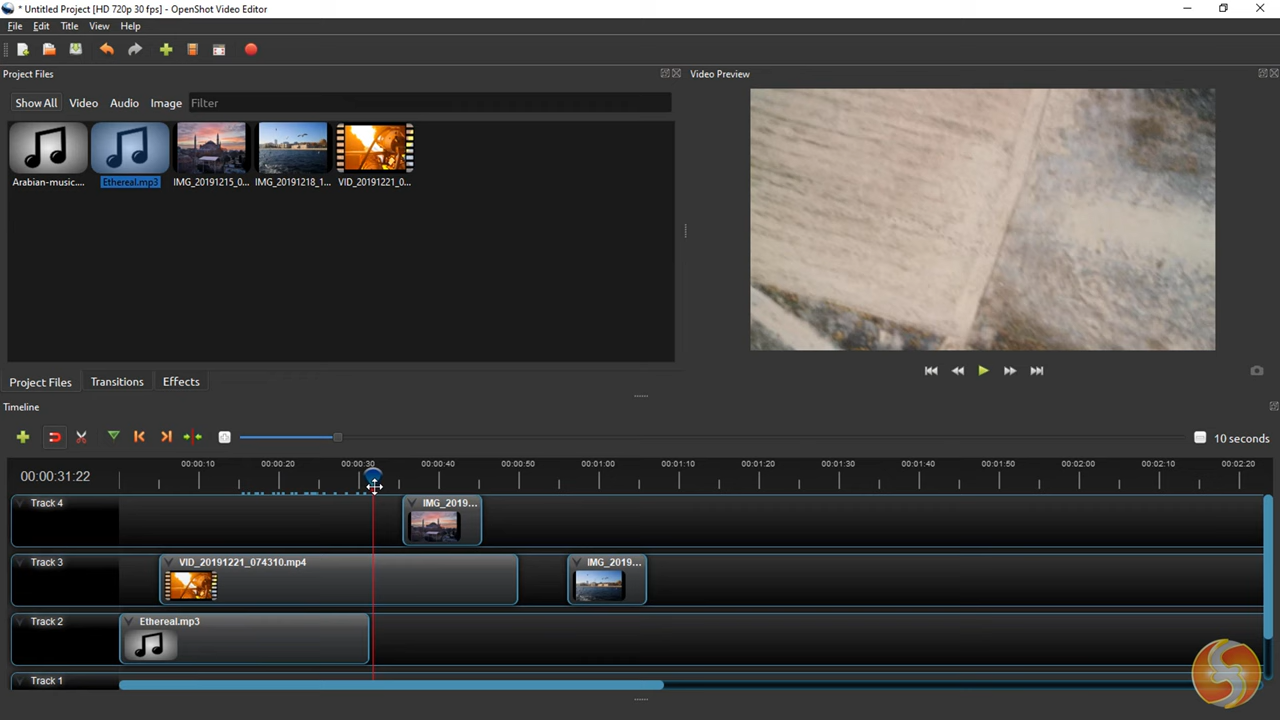 * Untitled Project [HD 720p 30 fps] - OpenShot Video Editor
File Edit Title View Help
Project Files
Video Preview
Show All Video Audio Image Filter
Arabian-music.... Ethereal.mp3 IMG_20191215_0... IMG_20191218_1... VID_20191221_0...
Project Files Transitions Effects
Timeline
10 seconds
00:00:31:22
00:00:10 00:00:20 00:00:30 00:00:40 00:00:50 00:01:00 00:01:10 00:01:20 00:01:30 00:01:40 00:01:50 00:02:00 00:02:10 00:02:20
Track 4 IMG_2019...
Track 3 VID_20191221_074310.mp4 IMG_2019...
Track 2 Ethereal.mp3
Track 1